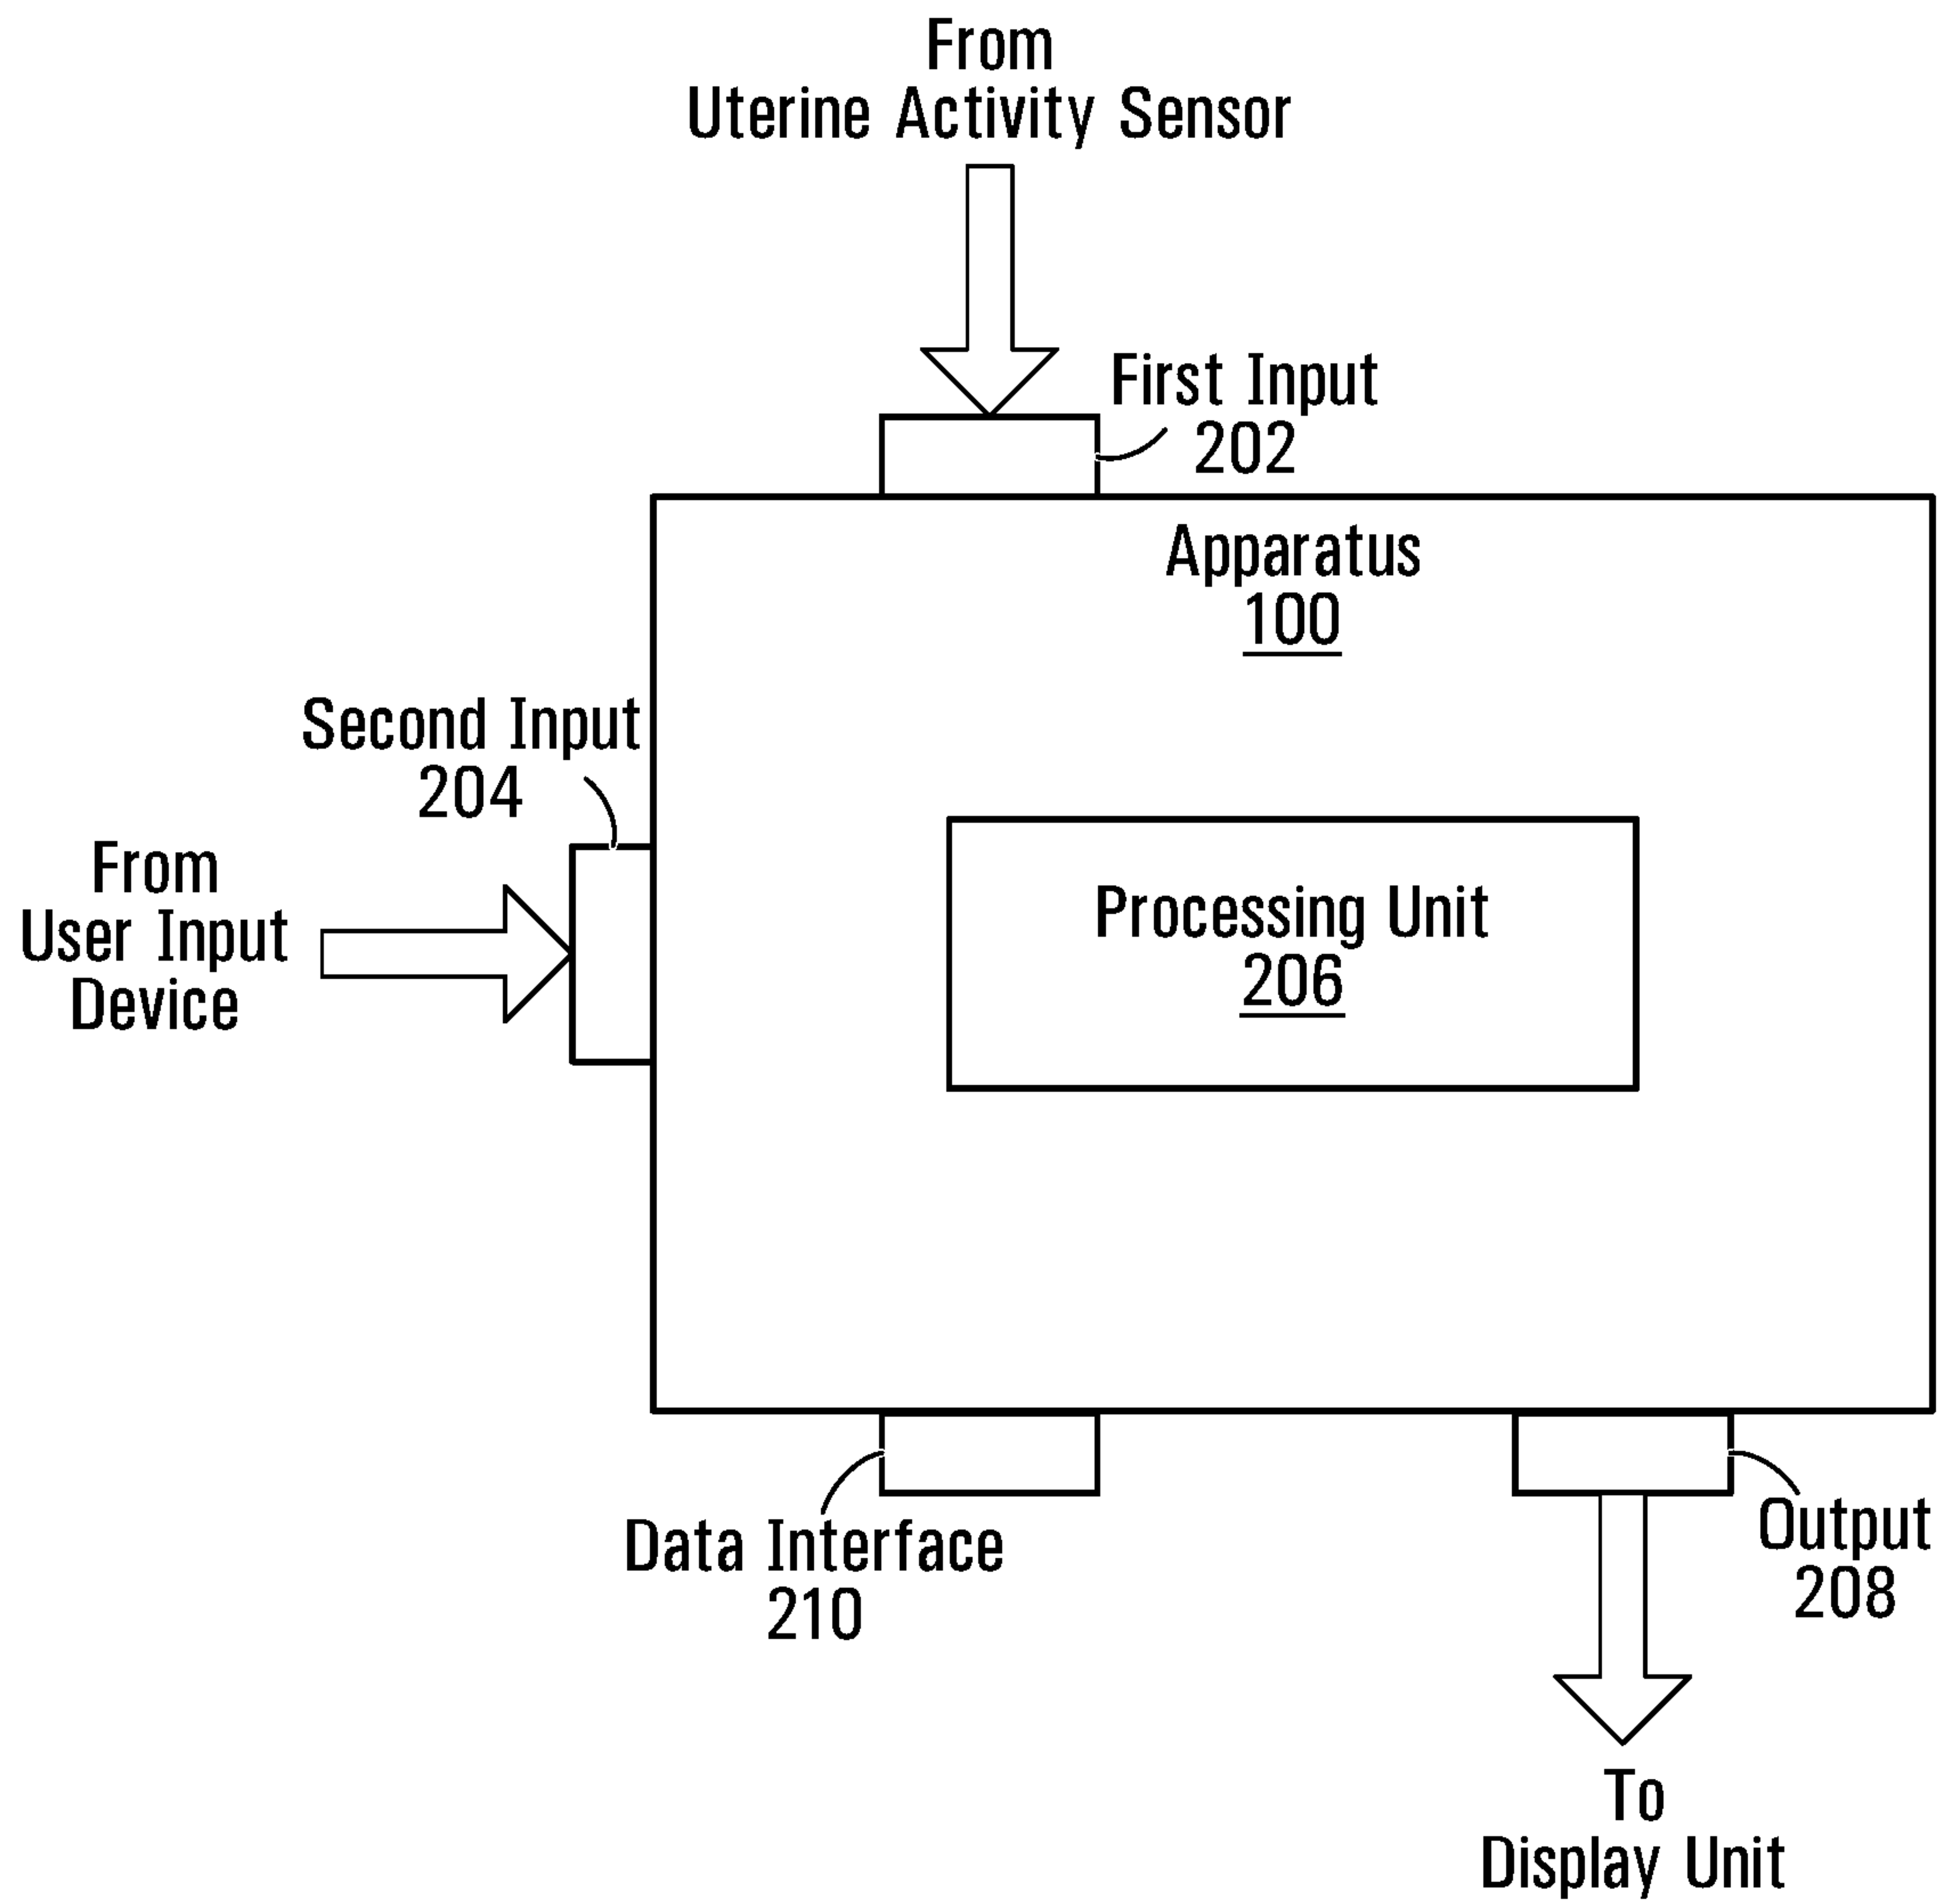 From
Uterine Activity Sensor
First Input
202
Apparatus
100
Second Input
204
From
User Input
Device
Processing Unit
206
Data Interface
210
Output
208
To
Display Unit